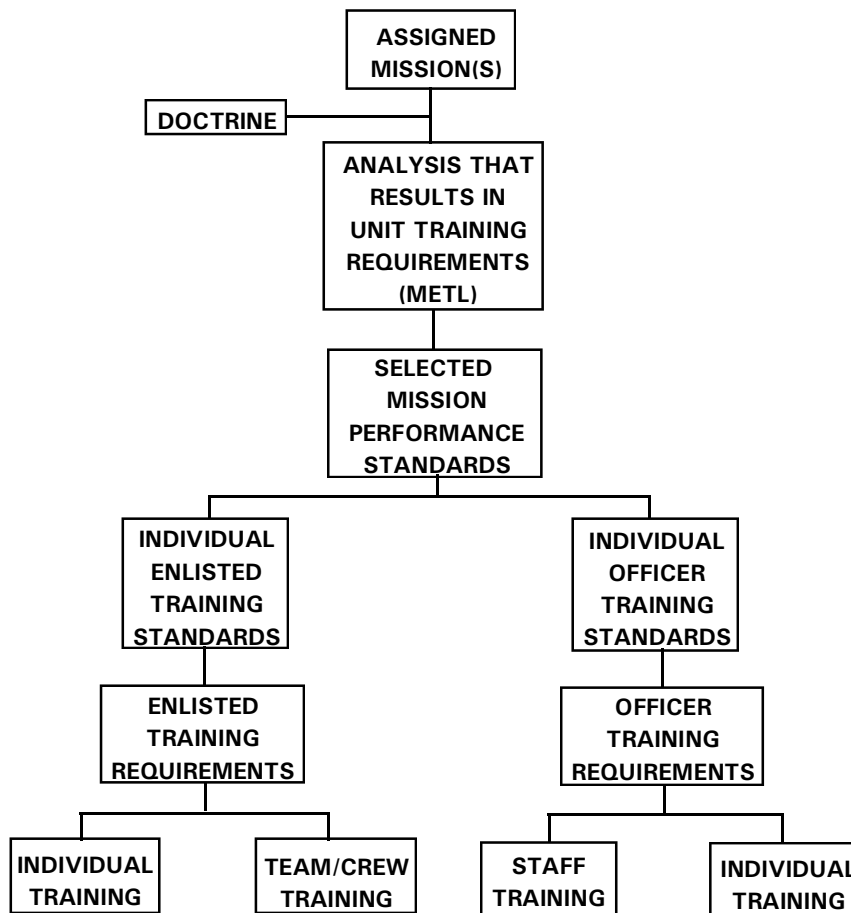 ASSIGNED
MISSION(S)
DOCTRINE
ANALYSIS THAT
RESULTS IN
UNIT TRAINING
REQUIREMENTS
(METL)
SELECTED
MISSION
PERFORMANCE
STANDARDS
INDIVIDUAL
ENLISTED
TRAINING
STANDARDS
INDIVIDUAL
OFFICER
TRAINING
STANDARDS
ENLISTED
TRAINING
REQUIREMENTS
OFFICER
TRAINING
REQUIREMENTS
INDIVIDUAL
TRAINING
TEAM/CREW
TRAINING
STAFF
TRAINING
INDIVIDUAL
TRAINING